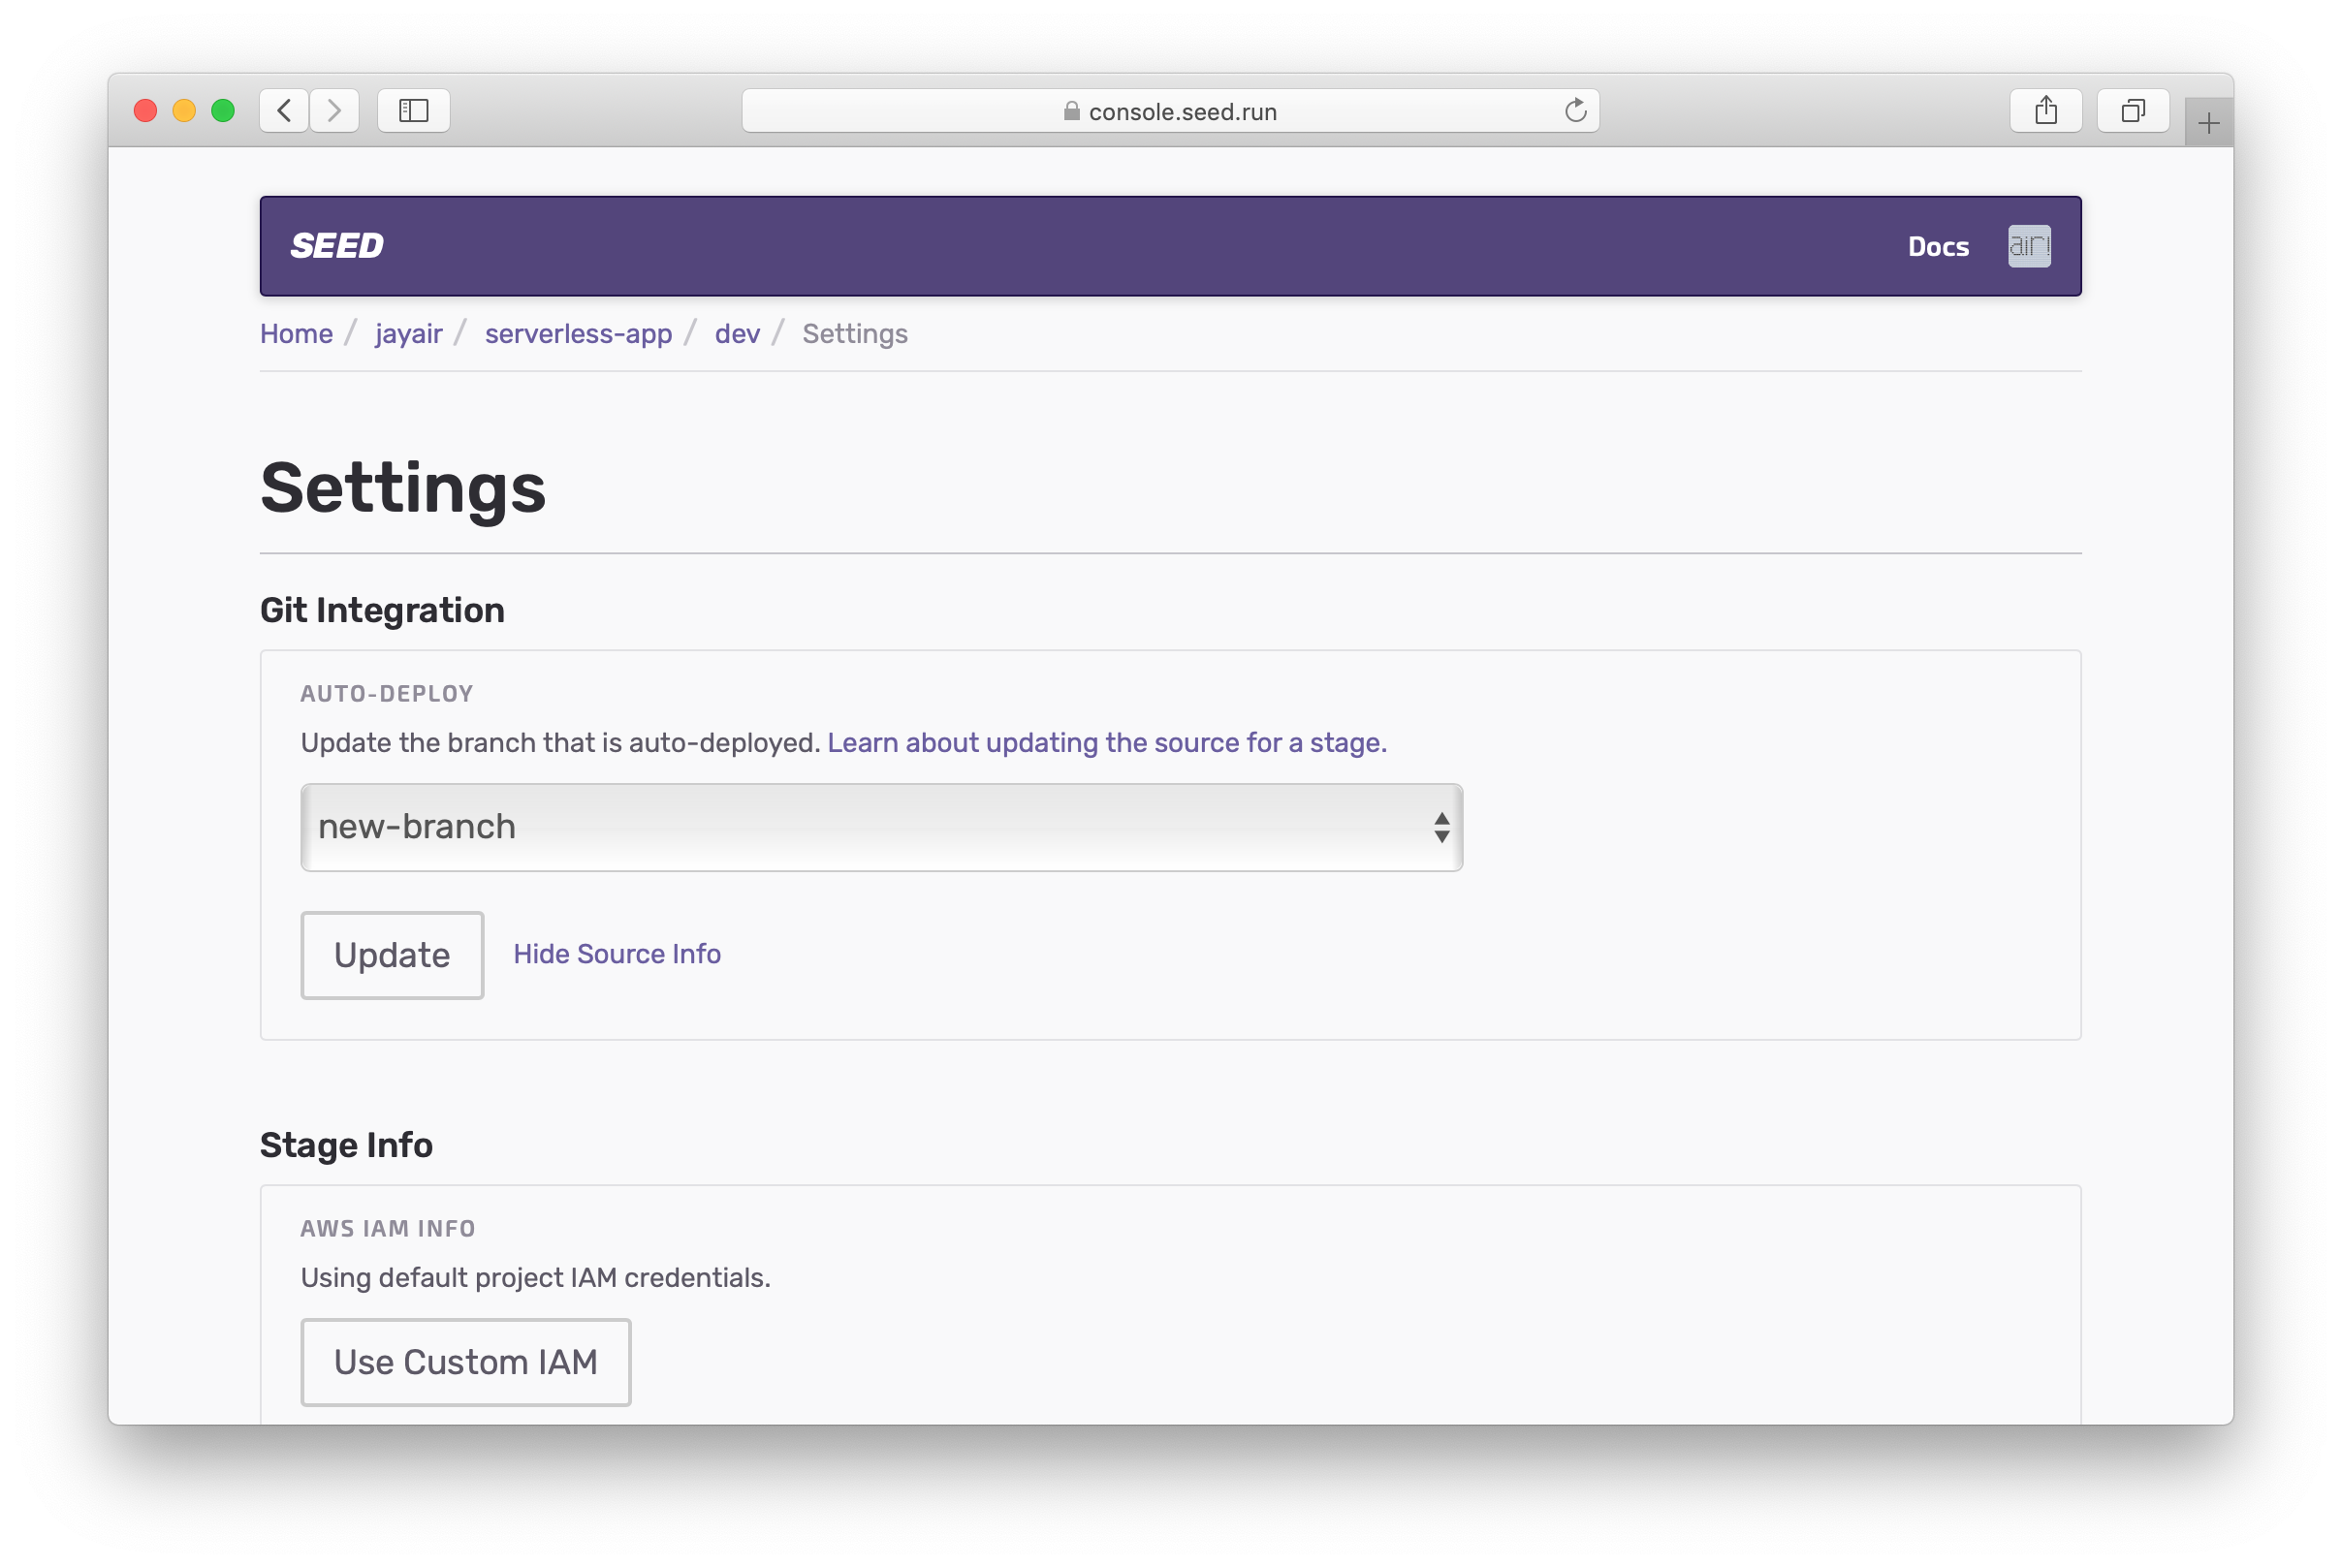 console.seed.run
SEED
Docs
air!
Home / jayair / serverless-app / dev / Settings
Settings
Git Integration
AUTO-DEPLOY
Update the branch that is auto-deployed. Learn about updating the source for a stage.
new-branch
Update
Hide Source Info
Stage Info
AWS IAM INFO
Using default project IAM credentials.
Use Custom IAM